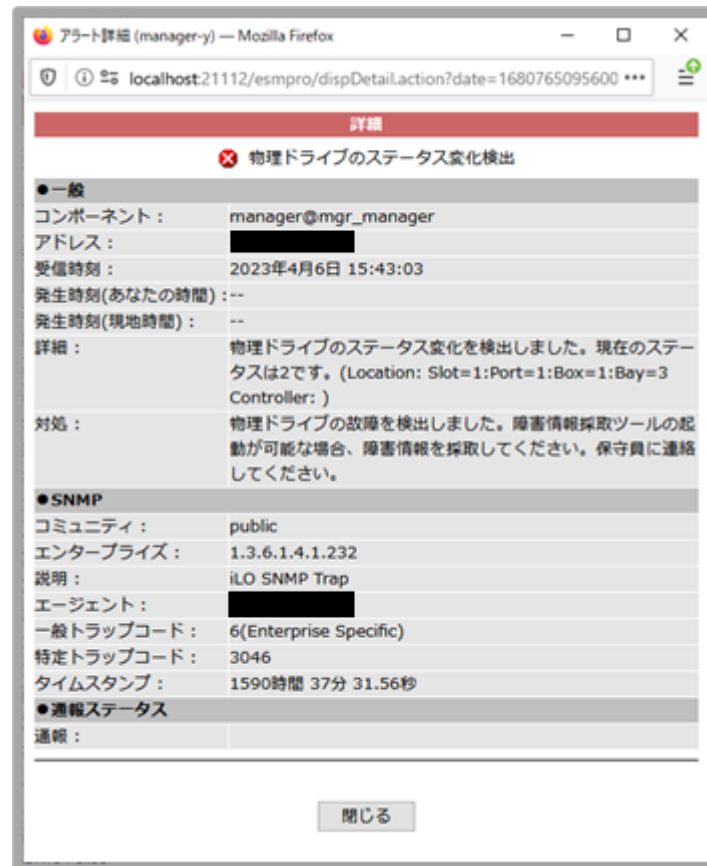 アラート詳細 (manager-y) — Mozilla Firefox
localhost:21112/esmpro/dispDetail.action?date=1680765095600 •••
詳細
物理ドライブのステータス変化検出
●一般
コンポーネント： manager@mgr_manager
アドレス：
受信時刻： 2023年4月6日 15:43:03
発生時刻(あなたの時間)： --
発生時刻(現地時間)： --
詳細： 物理ドライブのステータス変化を検出しました。現在のステー
タスは2です。(Location: Slot=1:Port=1:Box=1:Bay=3
Controller: )
対処： 物理ドライブの故障を検出しました。障害情報採取ツールの起
動が可能な場合、障害情報を採取してください。保守員に連絡
してください。
●SNMP
コミュニティ： public
エンタープライズ： 1.3.6.1.4.1.232
説明： iLO SNMP Trap
エージェント：
一般トラップコード： 6(Enterprise Specific)
特定トラップコード： 3046
タイムスタンプ： 1590時間 37分 31.56秒
●通報ステータス
通報：
閉じる